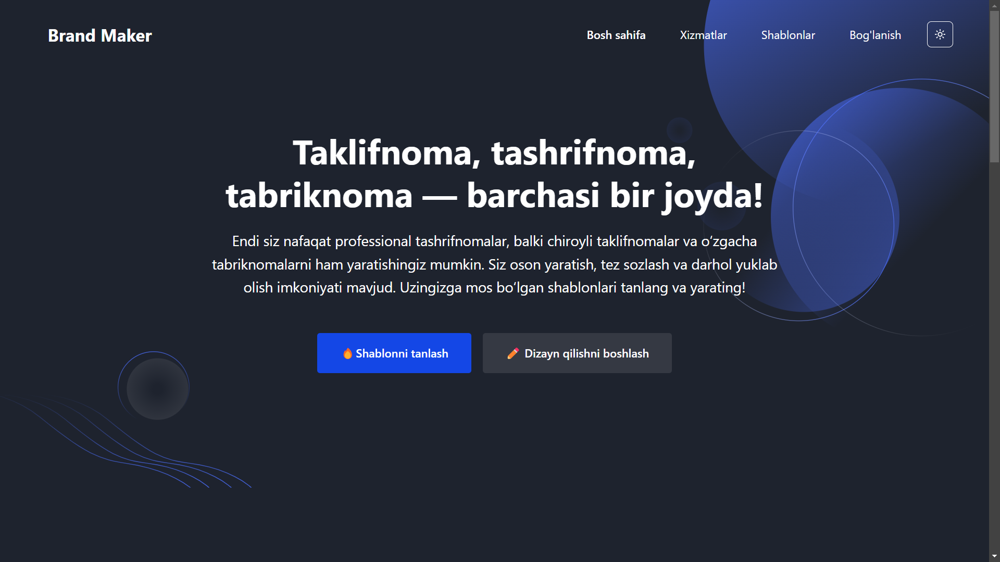 Brand Maker
Bosh sahifa
Xizmatlar
Shablonlar
Bog'lanish
Taklifnoma, tashrifnoma,
tabriknoma — barchasi bir joyda!
Endi siz nafaqat professional tashrifnomalar, balki chiroyli taklifnomalar va o‘zgacha
tabriknomalarni ham yaratishingiz mumkin. Siz oson yaratish, tez sozlash va darhol yuklab
olish imkoniyati mavjud. Uzingizga mos bo‘lgan shablonlari tanlang va yarating!
🔥Shablonni tanlash
✏️ Dizayn qilishni boshlash